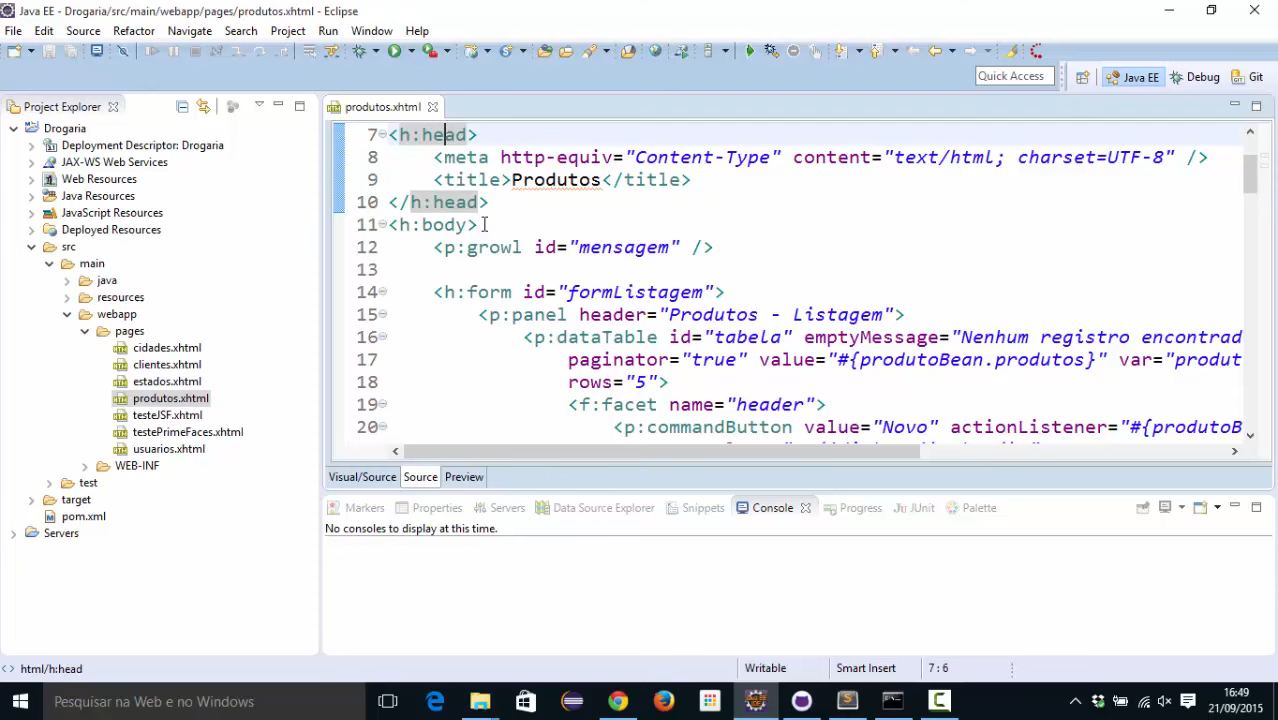 Java EE - Drogaria/src/main/webapp/pages/produtos.xhtml - Eclipse
File Edit Source Refactor Navigate Search Project Run Window Help
Quick Access
Java EE
Debug
Git
Project Explorer
Drogaria
Deployment Descriptor: Drogaria
JAX-WS Web Services
Web Resources
Java Resources
JavaScript Resources
Deployed Resources
src
main
java
resources
webapp
pages
cidades.xhtml
clientes.xhtml
estados.xhtml
produtos.xhtml
testeJSF.xhtml
testePrimeFaces.xhtml
usuarios.xhtml
WEB-INF
test
target
pom.xml
Servers
produtos.xhtml
7 <h:head>
8 <meta http-equiv="Content-Type" content="text/html; charset=UTF-8" />
9 <title>Produtos</title>
10 </h:head>
11 <h:body>
12 <p:growl id="mensagem" />
13
14 <h:form id="formListagem">
15 <p:panel header="Produtos - Listagem">
16 <p:dataTable id="tabela" emptyMessage="Nenhum registro encontrad
17 paginator="true" value="#{produtoBean.produtos}" var="produt
18 rows="5">
19 <f:facet name="header">
20 <p:commandButton value="Novo" actionListener="#{produtoB
Visual/Source Source Preview
Markers Properties Servers Data Source Explorer Snippets Console Progress JUnit Palette
No consoles to display at this time.
html/h:head
Writable
Smart Insert
7 : 6
Pesquisar na Web e no Windows
16:49
21/09/2015